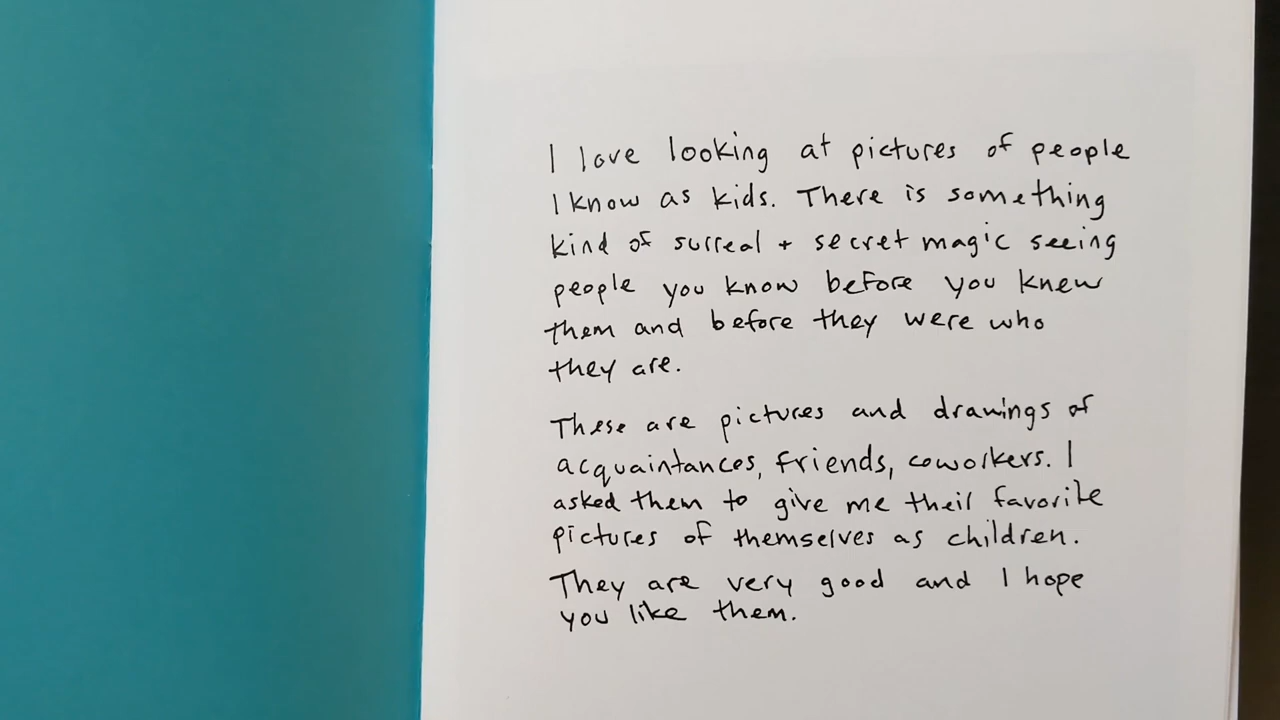 I love looking at pictures of people
I know as kids. There is something
kind of surreal + secret magic seeing
people you know before you knew
them and before they were who
they are.
These are pictures and drawings of
acquaintances, friends, coworkers. I
asked them to give me their favorite
pictures of themselves as children.
They are very good and I hope
you like them.